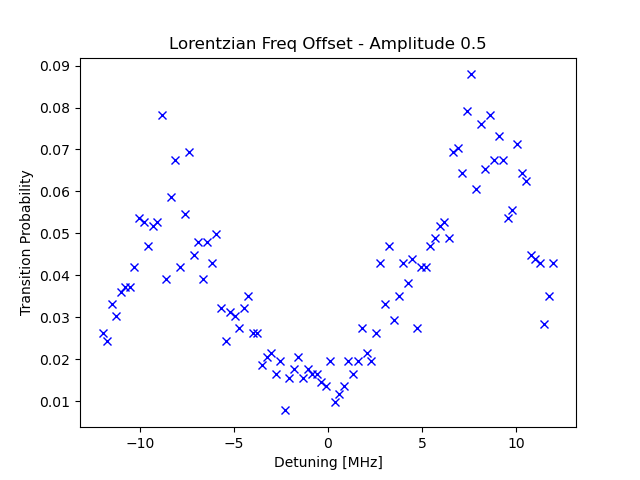 Lorentzian Freq Offset - Amplitude 0.5
0.09
0.08
0.07
0.06
0.05
0.04
0.03
0.02
0.01
Transition Probability
−10 −5 0 5 10
Detuning [MHz]